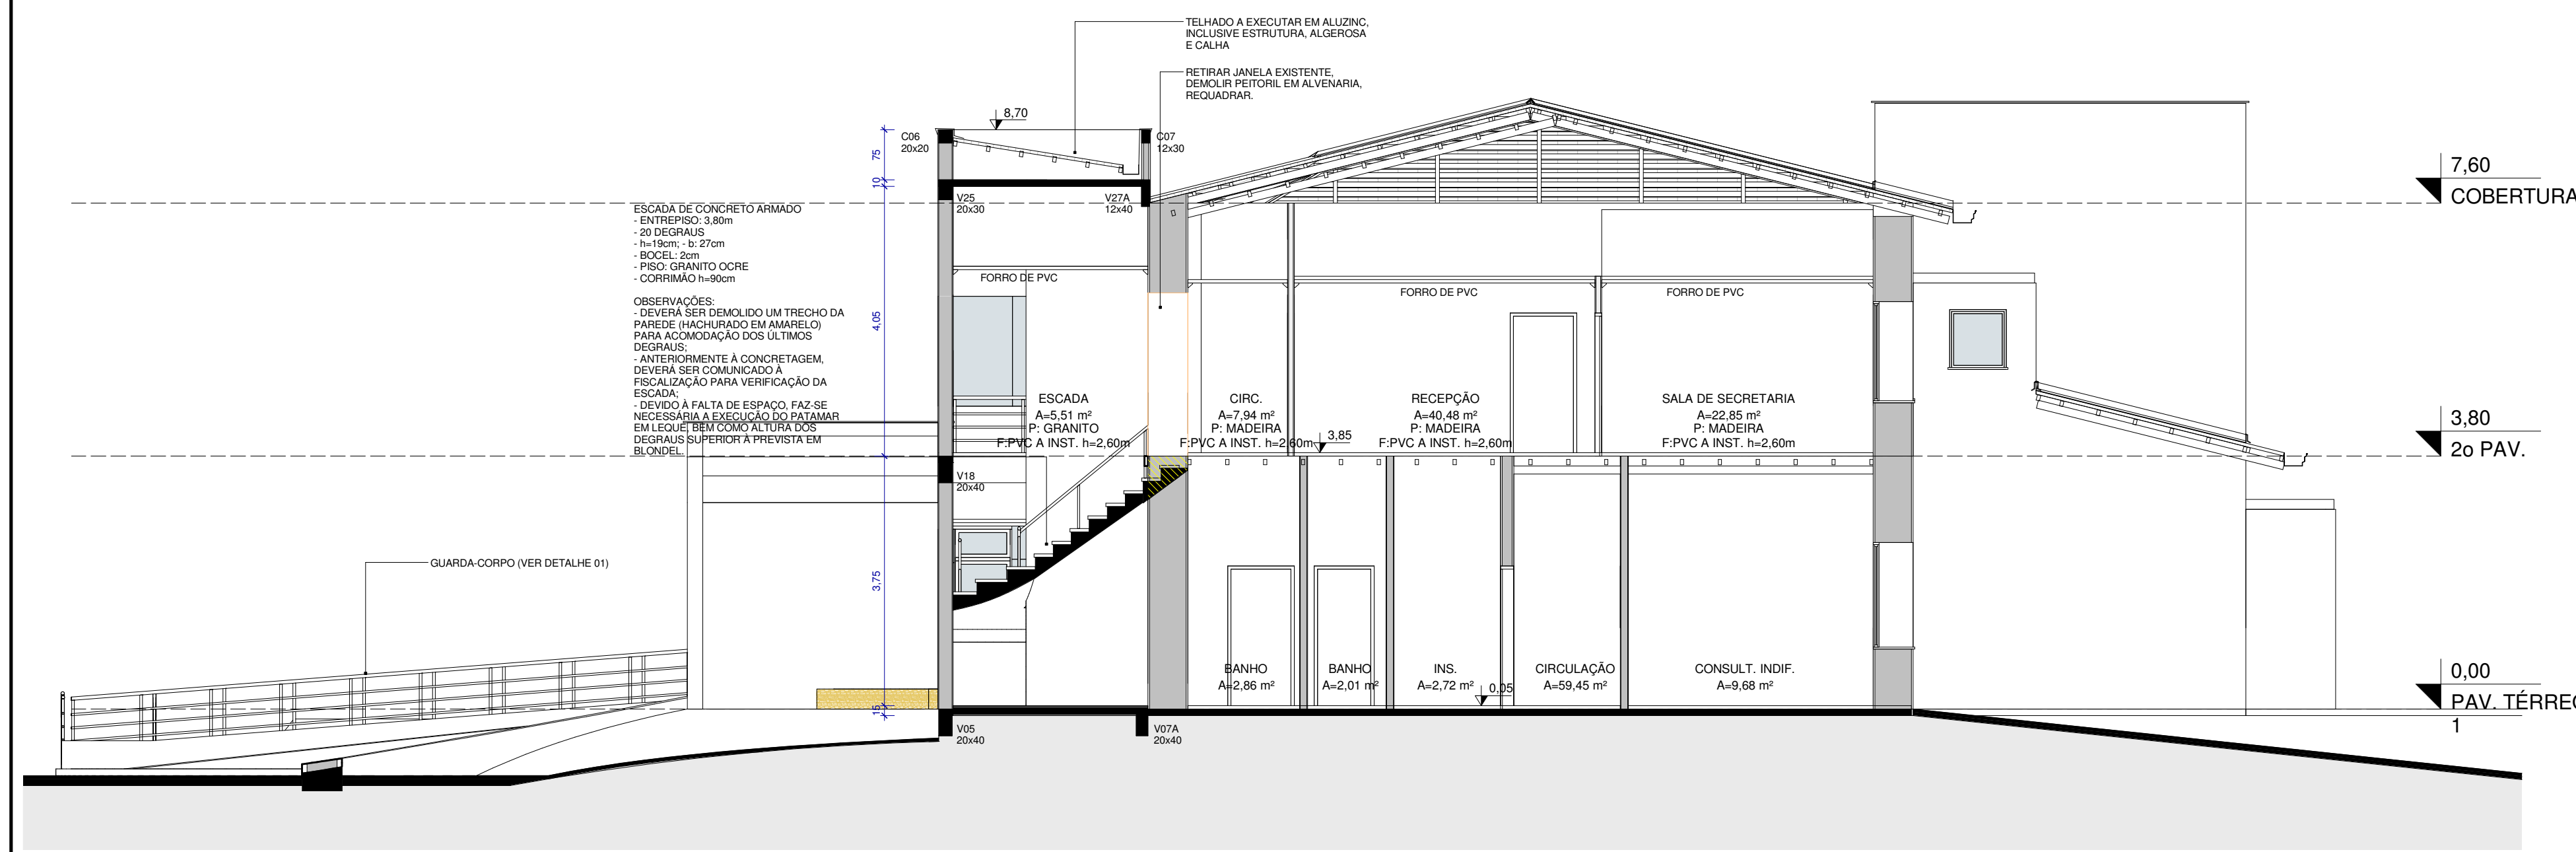 TELHADO A EXECUTAR EM ALUZINC,
INCLUSIVE ESTRUTURA, ALGEROSA
E CALHA
RETIRAR JANELA EXISTENTE,
DEMOLIR PEITORIL EM ALVENARIA,
REQUADRAR.
8,70
C06
20x20
C07
12x30
75
10
4,05
3,75
15
V25
20x30
V27A
12x40
7,60
COBERTURA
ESCADA DE CONCRETO ARMADO
- ENTREPISO: 3,80m
- 20 DEGRAUS
- h=19cm; - b: 27cm
- BOCEL: 2cm
- PISO: GRANITO OCRE
- CORRIMÃO h=90cm
OBSERVAÇÕES:
- DEVERÁ SER DEMOLIDO UM TRECHO DA
PAREDE (HACHURADO EM AMARELO)
PARA ACOMODAÇÃO DOS ÚLTIMOS
DEGRAUS;
- ANTERIORMENTE À CONCRETAGEM,
DEVERÁ SER COMUNICADO À
FISCALIZAÇÃO PARA VERIFICAÇÃO DA
ESCADA;
- DEVIDO À FALTA DE ESPAÇO, FAZ-SE
NECESSÁRIA A EXECUÇÃO DO PATAMAR
EM LEQUE, BEM COMO ALTURA DOS
DEGRAUS SUPERIOR À PREVISTA EM
BLONDEL.
FORRO DE PVC
FORRO DE PVC
FORRO DE PVC
ESCADA
A=5,51 m²
P: GRANITO
F:PVC A INST. h=2,60m
CIRC.
A=7,94 m²
P: MADEIRA
F:PVC A INST. h=2,60m
RECEPÇÃO
A=40,48 m²
P: MADEIRA
F:PVC A INST. h=2,60m
SALA DE SECRETARIA
A=22,85 m²
P: MADEIRA
F:PVC A INST. h=2,60m
3,85
3,80
2o PAV.
V18
20x40
GUARDA-CORPO (VER DETALHE 01)
BANHO
A=2,86 m²
BANHO
A=2,01 m²
INS.
A=2,72 m²
0,05
CIRCULAÇÃO
A=59,45 m²
CONSULT. INDIF.
A=9,68 m²
0,00
PAV. TÉRREO
1
V05
20x40
V07A
20x40